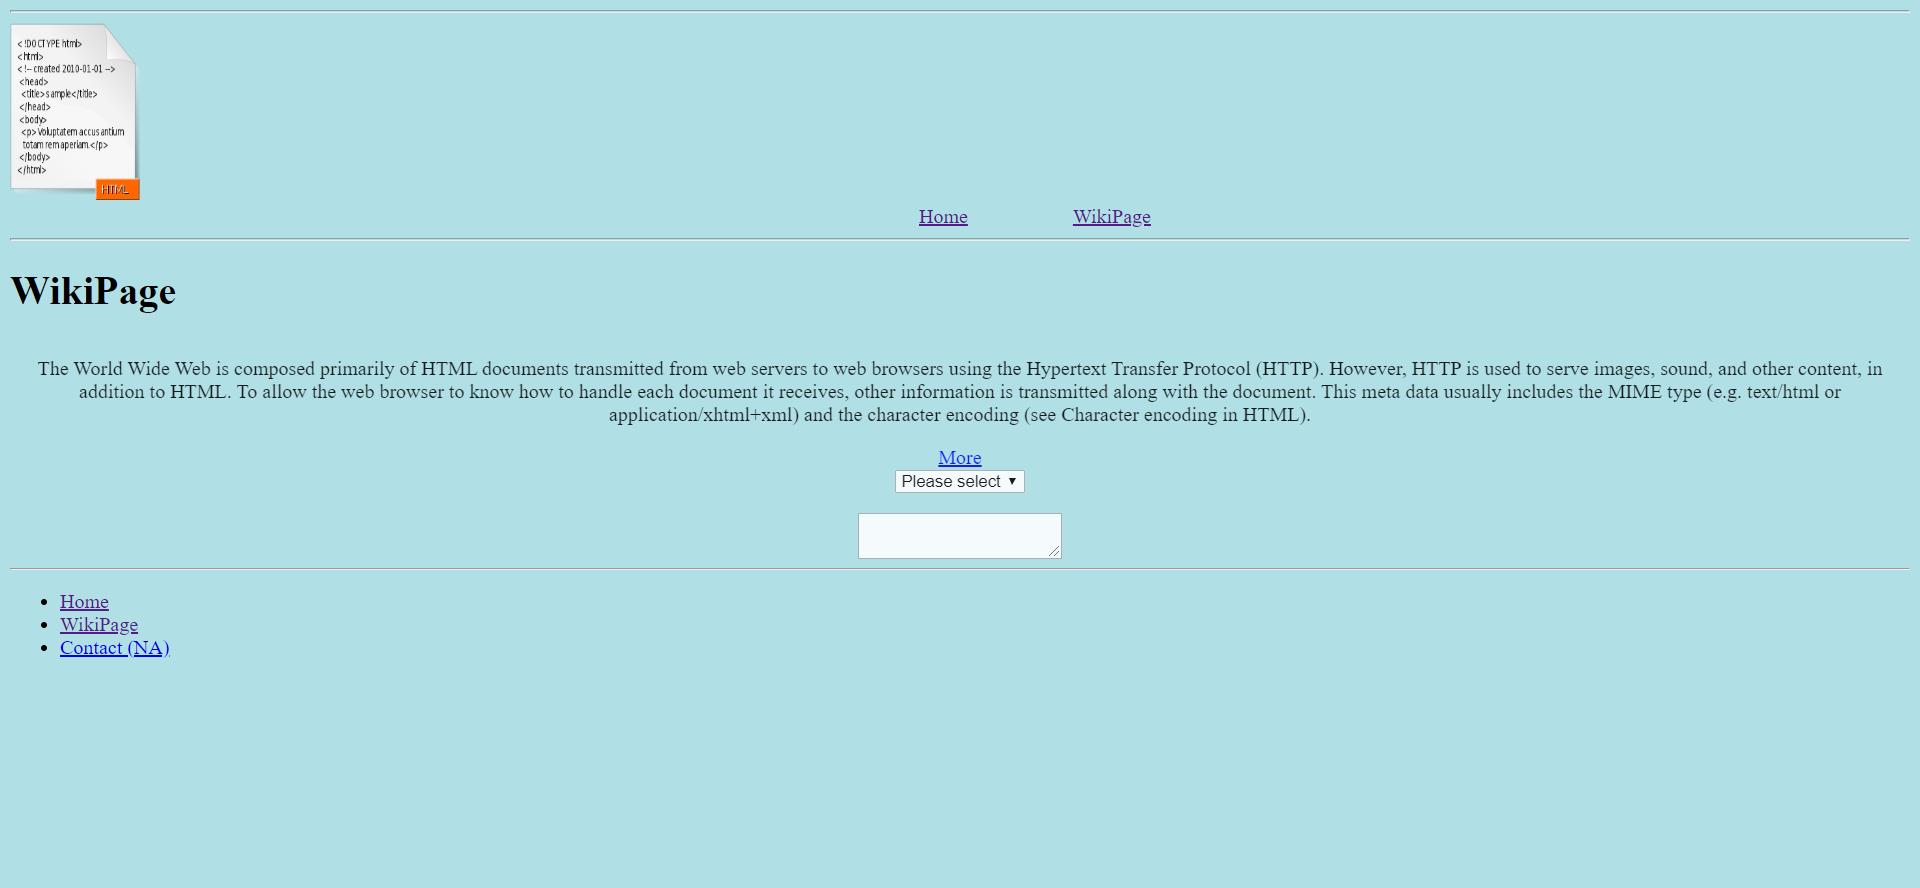 <!DOCTYPE html>
<html>
<!-- created 2010-01-01 -->
<head>
<title>sample</title>
</head>
<body>
<p>Voluptatem accusantium
totam rem aperiam.</p>
</body>
</html>
HTML
Home WikiPage
WikiPage
The World Wide Web is composed primarily of HTML documents transmitted from web servers to web browsers using the Hypertext Transfer Protocol (HTTP). However, HTTP is used to serve images, sound, and other content, in
addition to HTML. To allow the web browser to know how to handle each document it receives, other information is transmitted along with the document. This meta data usually includes the MIME type (e.g. text/html or
application/xhtml+xml) and the character encoding (see Character encoding in HTML).
More
Please select
Home
WikiPage
Contact (NA)